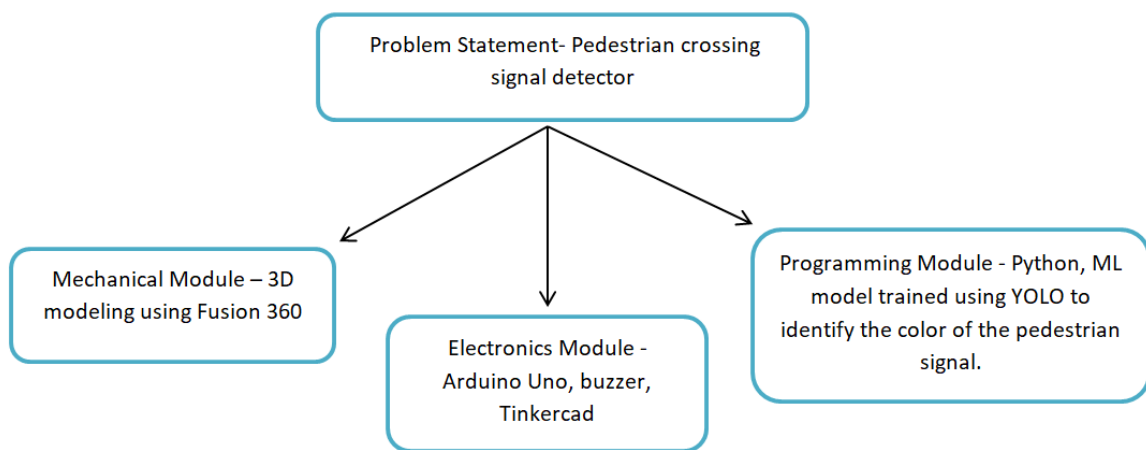 Problem Statement- Pedestrian crossing
signal detector
Mechanical Module – 3D
modeling using Fusion 360
Electronics Module -
Arduino Uno, buzzer,
Tinkercad
Programming Module - Python, ML
model trained using YOLO to
identify the color of the pedestrian
signal.